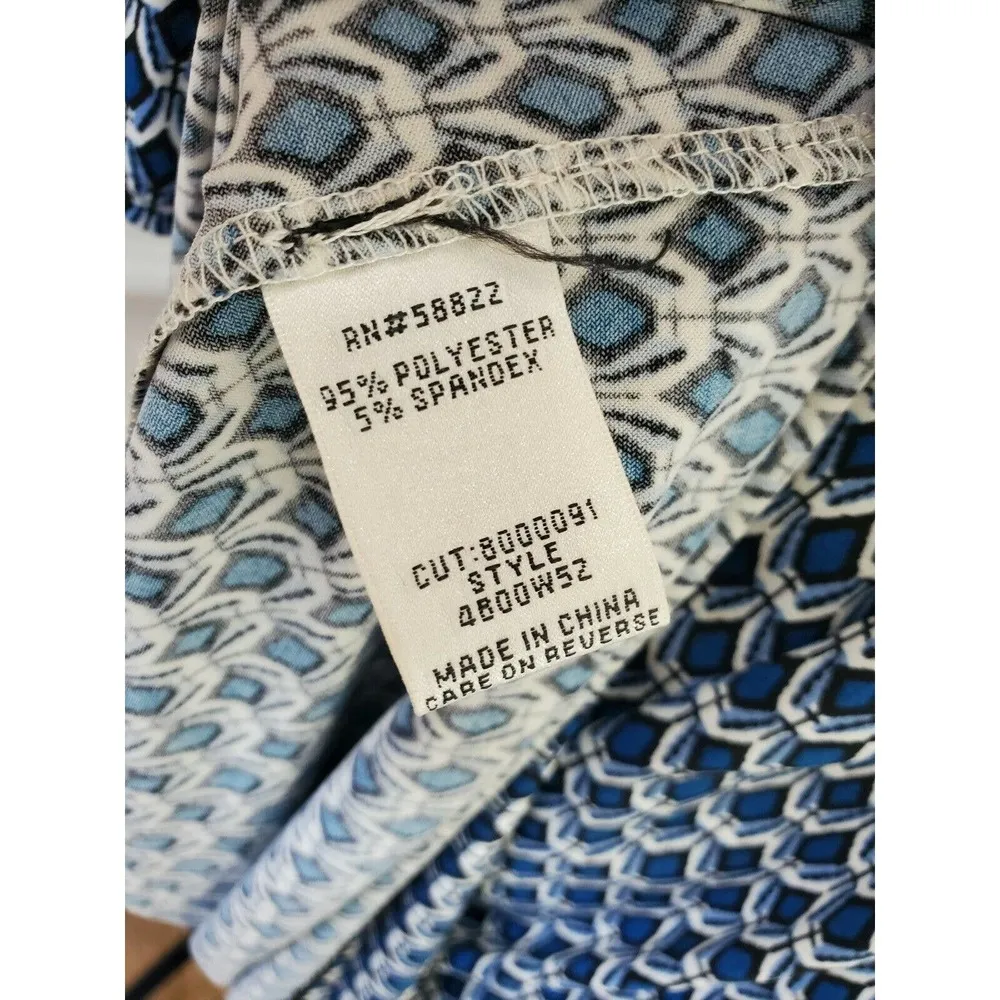 RN#58822
95% POLYESTER
5% SPANDEX
CUT:8000091
STYLE
4800W52
MADE IN CHINA
CARE ON REVERSE